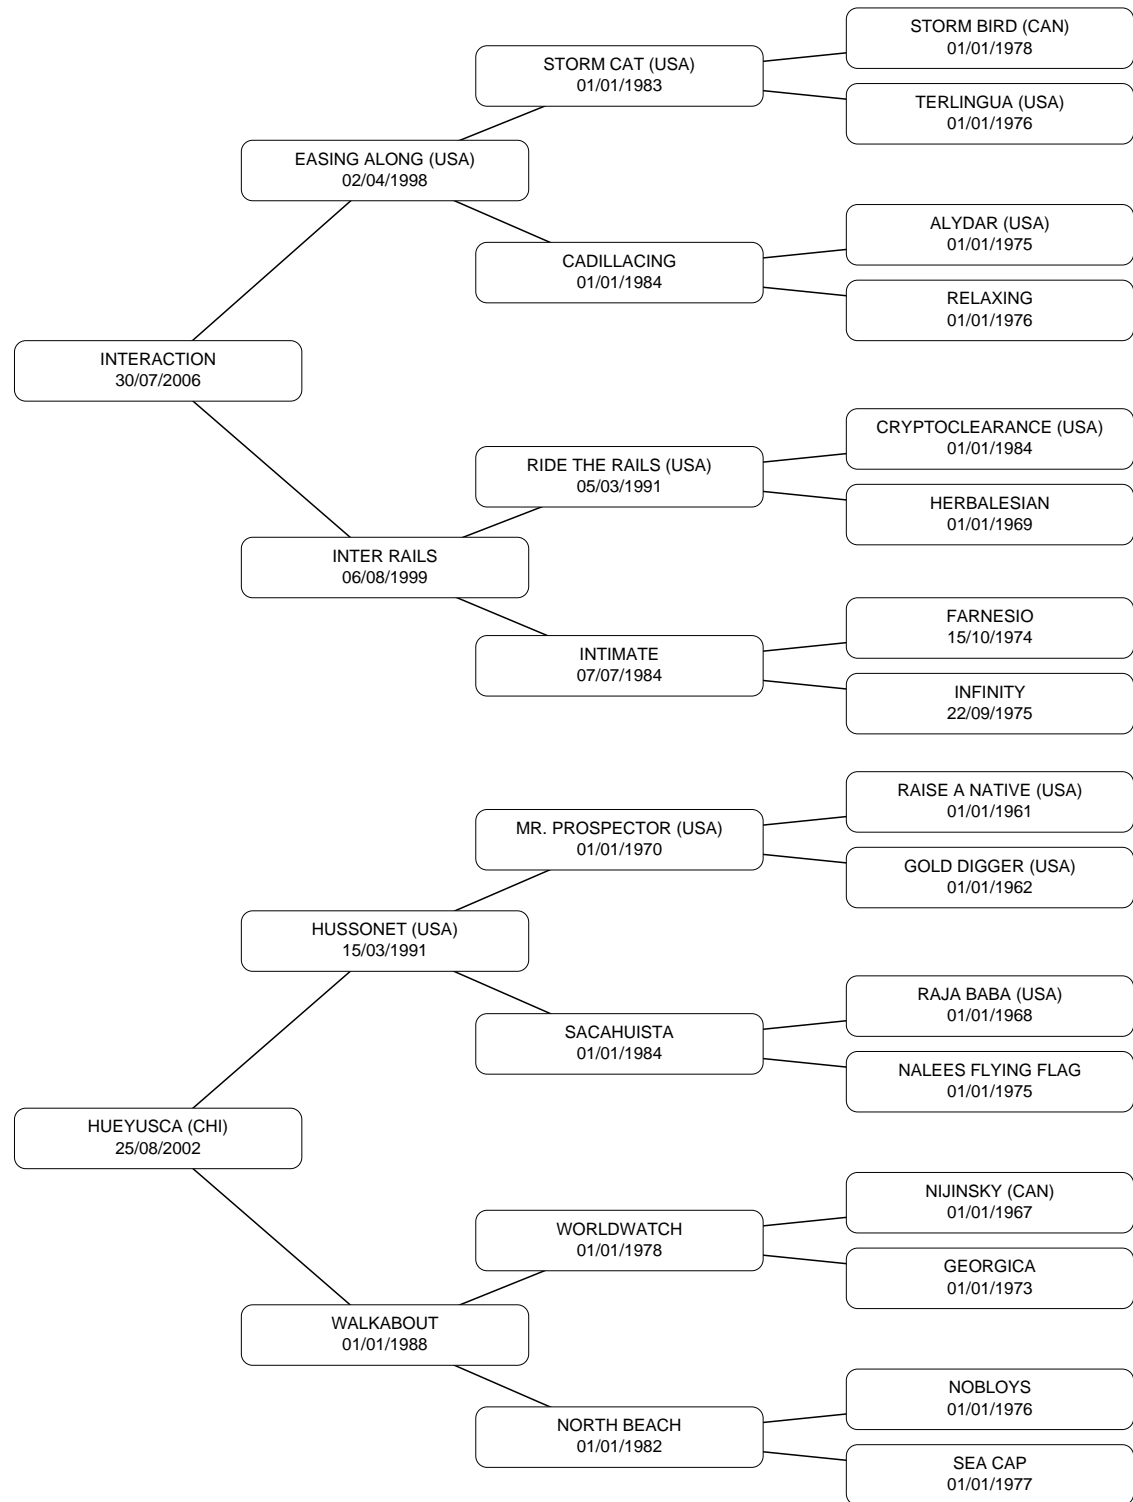 STORM BIRD (CAN)
01/01/1978
STORM CAT (USA)
01/01/1983
TERLINGUA (USA)
01/01/1976
EASING ALONG (USA)
02/04/1998
ALYDAR (USA)
01/01/1975
CADILLACING
01/01/1984
RELAXING
01/01/1976
INTERACTION
30/07/2006
CRYPTOCLEARANCE (USA)
01/01/1984
RIDE THE RAILS (USA)
05/03/1991
HERBALESIAN
01/01/1969
INTER RAILS
06/08/1999
FARNESIO
15/10/1974
INTIMATE
07/07/1984
INFINITY
22/09/1975
RAISE A NATIVE (USA)
01/01/1961
MR. PROSPECTOR (USA)
01/01/1970
GOLD DIGGER (USA)
01/01/1962
HUSSONET (USA)
15/03/1991
RAJA BABA (USA)
01/01/1968
SACAHUISTA
01/01/1984
NALEES FLYING FLAG
01/01/1975
HUEYUSCA (CHI)
25/08/2002
NIJINSKY (CAN)
01/01/1967
WORLDWATCH
01/01/1978
GEORGICA
01/01/1973
WALKABOUT
01/01/1988
NOBLOYS
01/01/1976
NORTH BEACH
01/01/1982
SEA CAP
01/01/1977